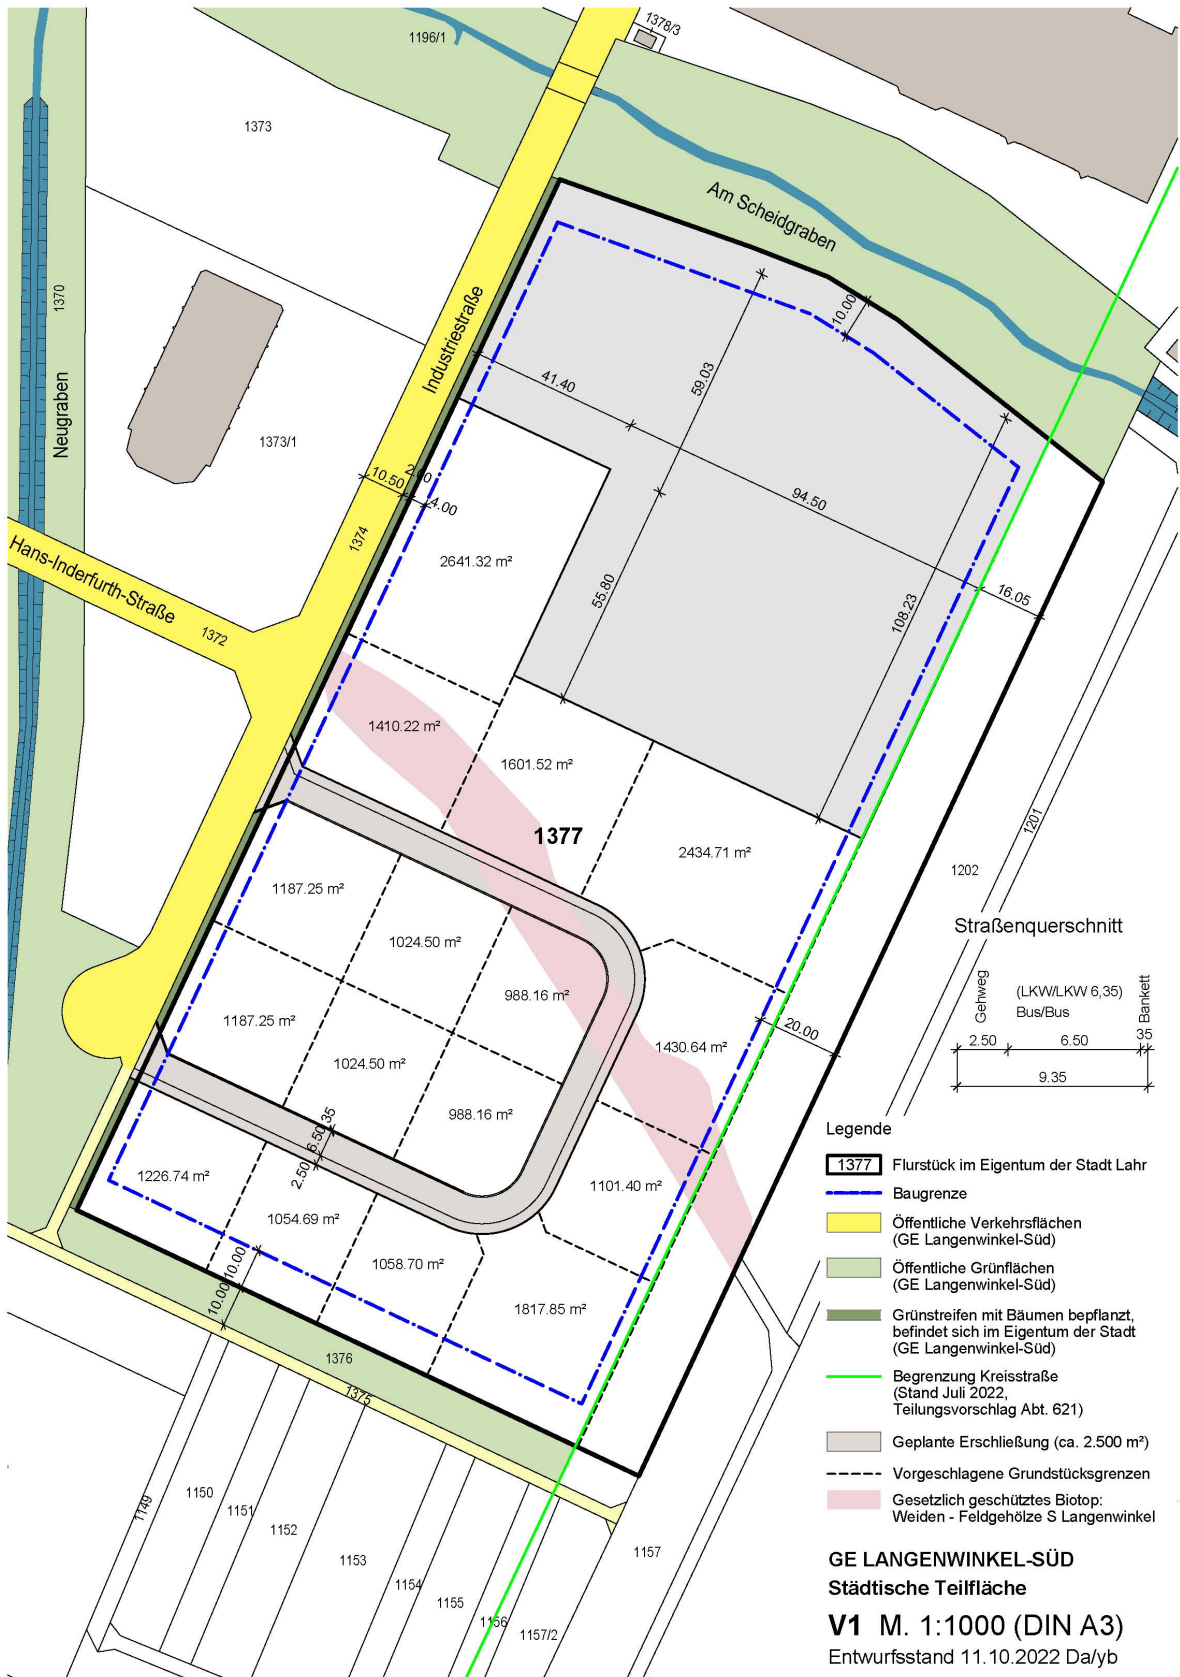 1378/3
1196/1
1373
Am Scheidgraben
1370
Neugraben
Industriestraße
10.00
59.03
41.40
1373/1
10.50
2.00
4.00
94.50
1374
Hans-Inderfurth-Straße
1372
2641.32 m²
55.80
108.23
16.05
1410.22 m²
1601.52 m²
1377
2434.71 m²
1201
1202
1187.25 m²
1024.50 m²
988.16 m²
1187.25 m²
1024.50 m²
988.16 m²
1430.64 m²
20.00
Straßenquerschnitt
Gehweg
(LKW/LKW 6,35)
Bus/Bus
Bankett
2.50
6.50
35
9.35
2.50
6.50
35
1226.74 m²
1054.69 m²
1058.70 m²
1101.40 m²
1817.85 m²
10.00
10.00
1376
1375
1149
1150
1151
1152
1153
1154
1155
1156
1157/2
1157
Legende
1377 Flurstück im Eigentum der Stadt Lahr
Baugrenze
Öffentliche Verkehrsflächen
(GE Langenwinkel-Süd)
Öffentliche Grünflächen
(GE Langenwinkel-Süd)
Grünstreifen mit Bäumen bepflanzt,
befindet sich im Eigentum der Stadt
(GE Langenwinkel-Süd)
Begrenzung Kreisstraße
(Stand Juli 2022,
Teilungsvorschlag Abt. 621)
Geplante Erschließung (ca. 2.500 m²)
Vorgeschlagene Grundstücksgrenzen
Gesetzlich geschütztes Biotop:
Weiden - Feldgehölze S Langenwinkel
GE LANGENWINKEL-SÜD
Städtische Teilfläche
V1 M. 1:1000 (DIN A3)
Entwurfsstand 11.10.2022 Da/yb